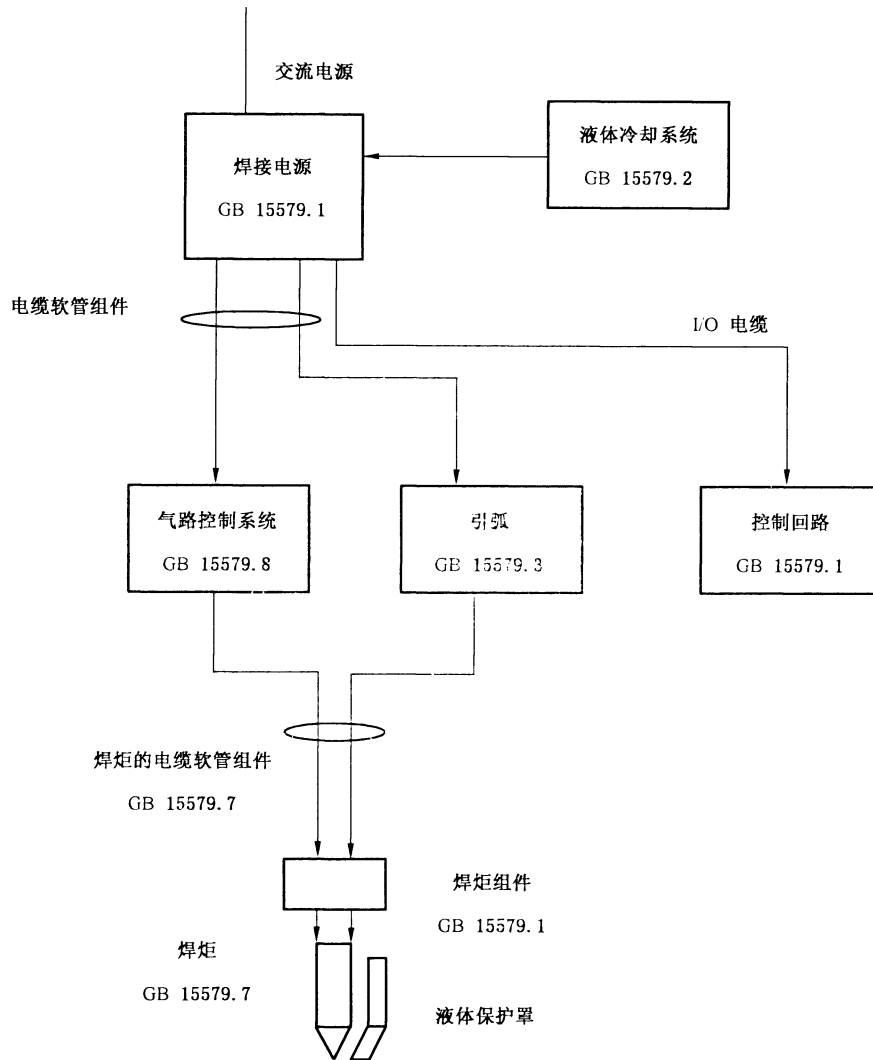 交流电源
焊接电源
GB 15579.1
液体冷却系统
GB 15579.2
电缆软管组件
I/O 电缆
气路控制系统
GB 15579.8
引弧
GB 15579.3
控制回路
GB 15579.1
焊炬的电缆软管组件
GB 15579.7
焊炬组件
GB 15579.1
焊炬
GB 15579.7
液体保护罩